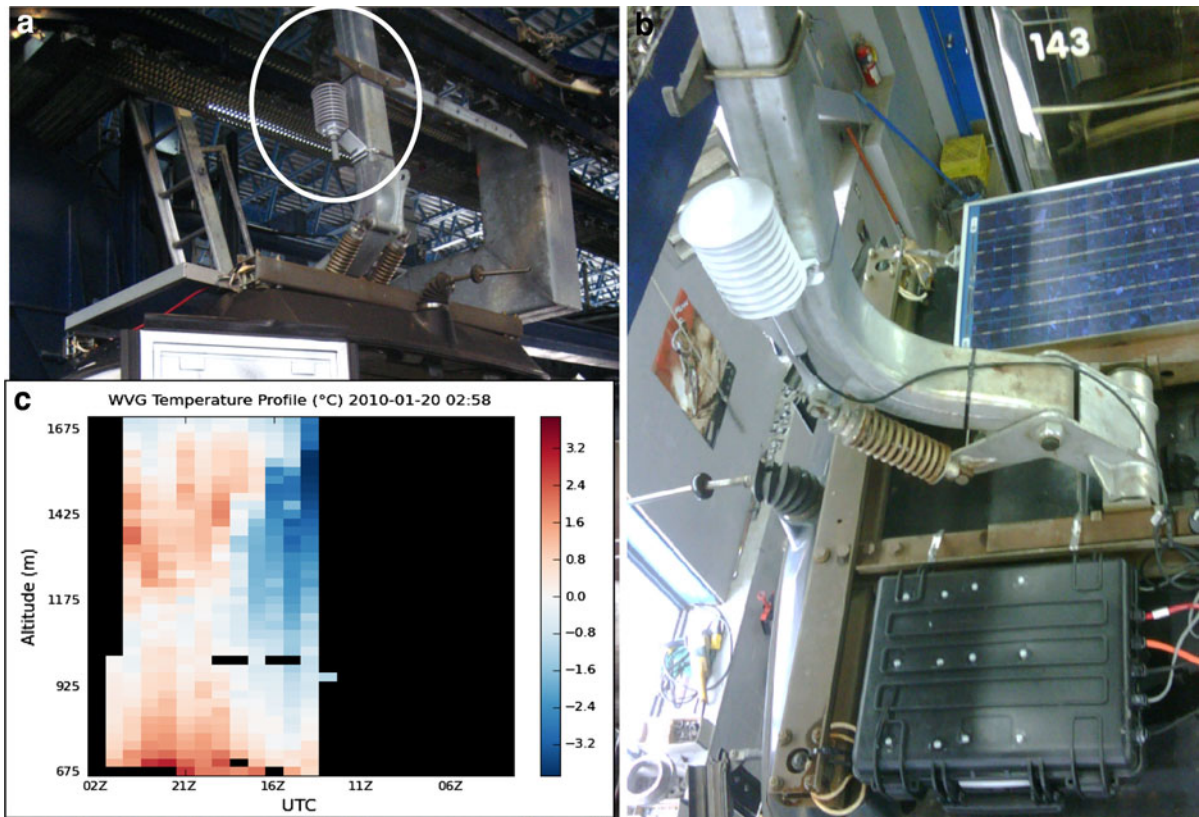 a
b
143
c
WVG Temperature Profile (°C) 2010-01-20 02:58
1675
1425
1175
925
675
Altitude (m)
02Z 21Z 16Z 11Z 06Z
UTC
3.2
2.4
1.6
0.8
0.0
−0.8
−1.6
−2.4
−3.2